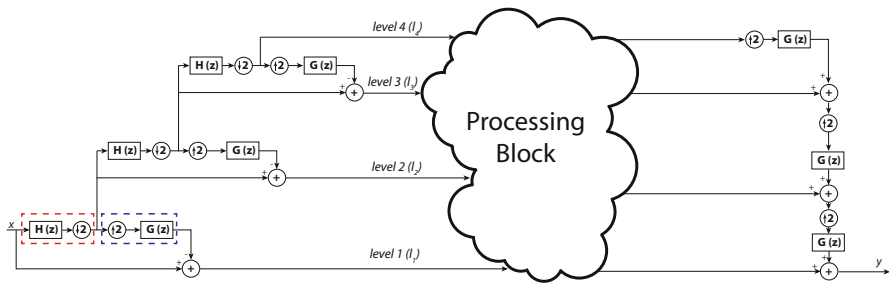 level 4 (l₄)
↑2 G (z)
H (z) ↓2 ↑2 G (z)
-
+ + level 3 (l₃)
+
+ +
Processing
Block
↑2
H (z) ↓2 ↑2 G (z)
G (z)
-
+ + level 2 (l₂)
+
+ +
↑2
x H (z) ↓2 ↑2 G (z)
G (z)
-
+ + level 1 (l₁)
+
+ + y